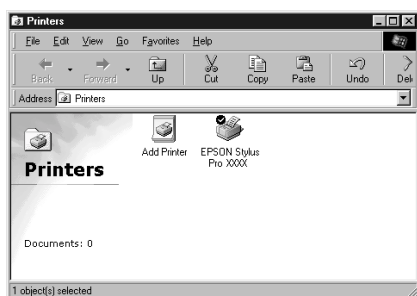 Printers
File Edit View Go Favorites Help
Back Forward Up Cut Copy Paste Undo Del
Address Printers
Printers
Add Printer
EPSON Stylus
Pro XXXX
Documents: 0
1 object(s) selected